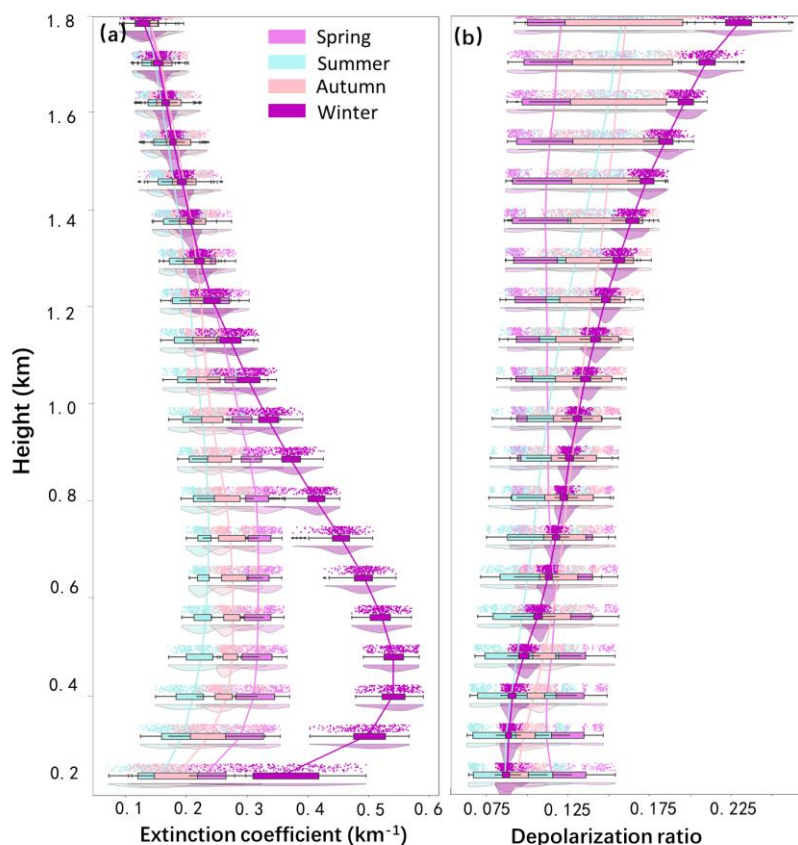 (a)
Spring
Summer
Autumn
Winter
(b)
Height (km)
1.8
1.6
1.4
1.2
1.0
0.8
0.6
0.4
0.2
0.1
0.2
0.3
0.4
0.5
0.6
Extinction coefficient (km⁻¹)
0.075
0.125
0.175
0.225
Depolarization ratio